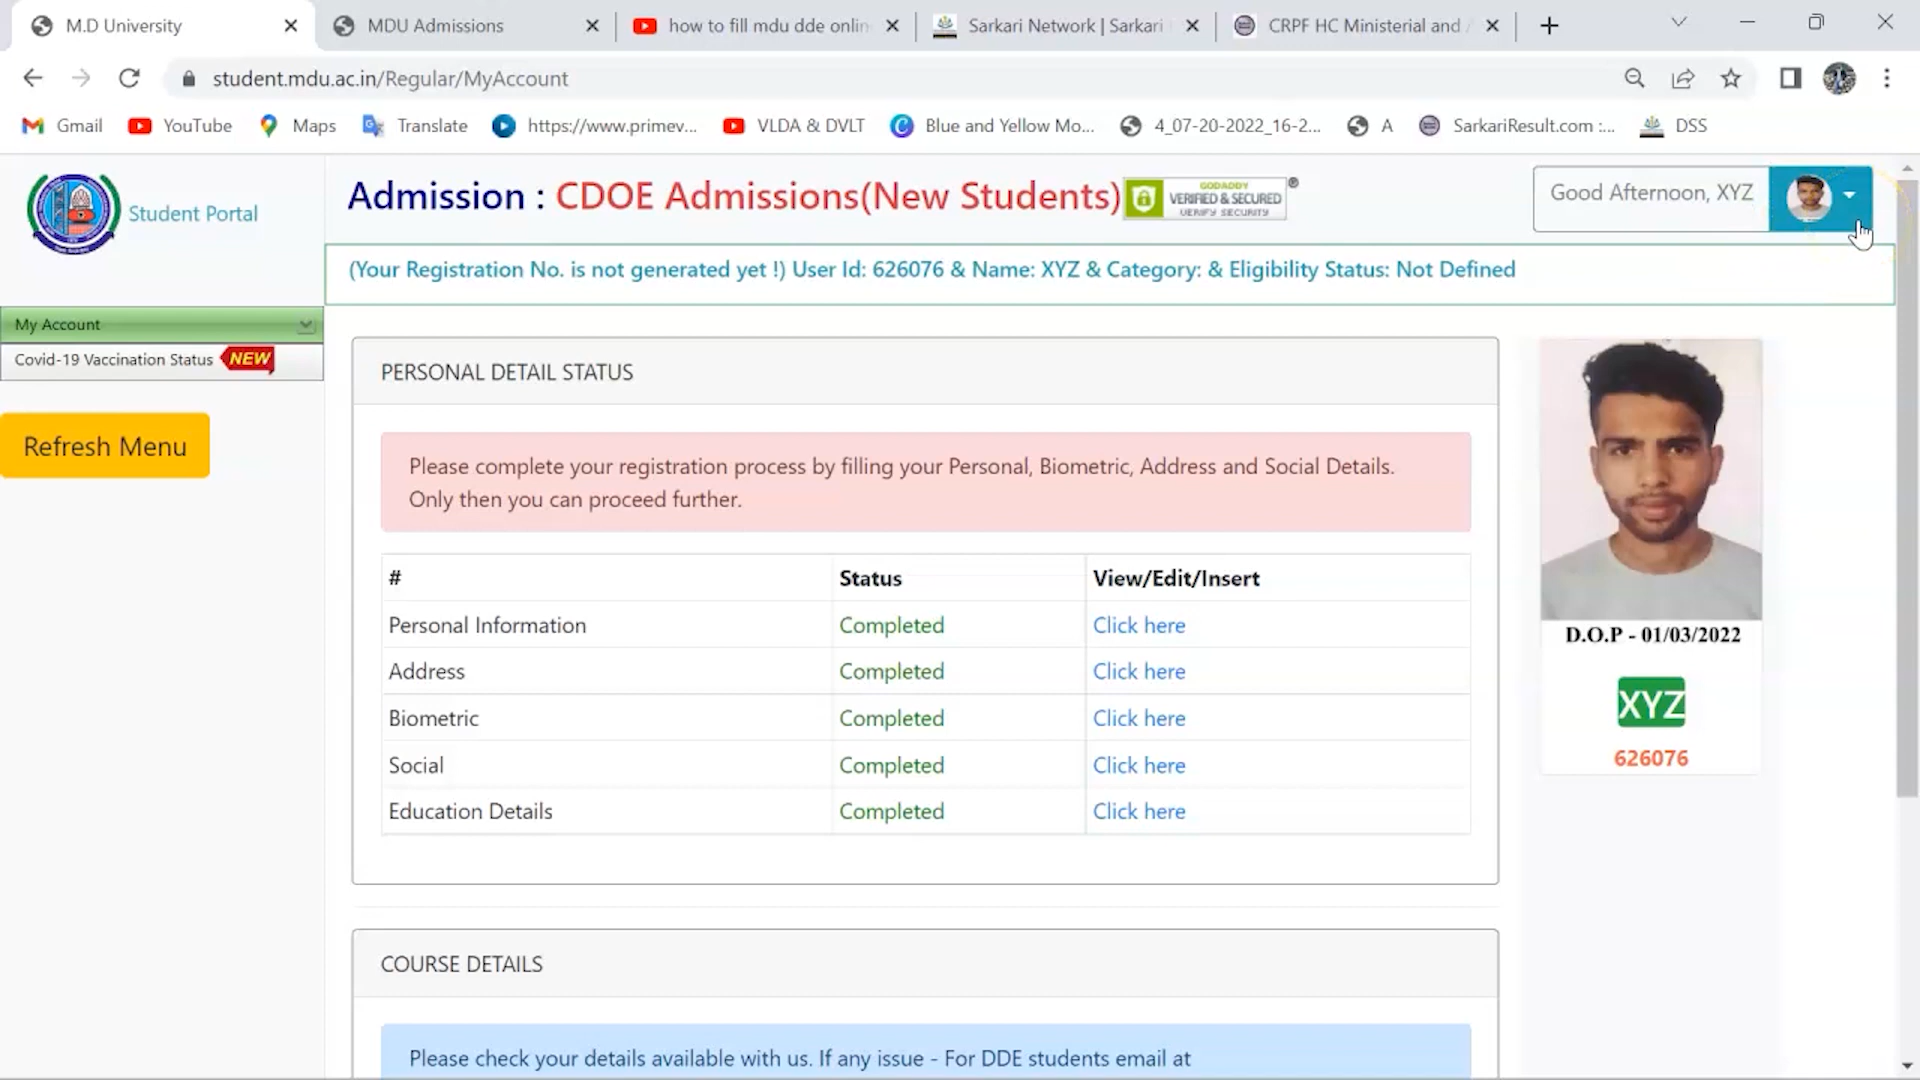 M.D University
MDU Admissions
how to fill mdu dde onlin
Sarkari Network | Sarkari
CRPF HC Ministerial and
student.mdu.ac.in/Regular/MyAccount
Gmail
YouTube
Maps
Translate
https://www.primev...
VLDA & DVLT
Blue and Yellow Mo...
4_07-20-2022_16-2...
A
SarkariResult.com :...
DSS
Student Portal
Admission : CDOE Admissions(New Students)
GODADDY
VERIFIED & SECURED
VERIFY SECURITY
Good Afternoon, XYZ
(Your Registration No. is not generated yet !) User Id: 626076 & Name: XYZ & Category: & Eligibility Status: Not Defined
My Account
Covid-19 Vaccination Status NEW
Refresh Menu
PERSONAL DETAIL STATUS
Please complete your registration process by filling your Personal, Biometric, Address and Social Details.
Only then you can proceed further.
# Status View/Edit/Insert
Personal Information Completed Click here
Address Completed Click here
Biometric Completed Click here
Social Completed Click here
Education Details Completed Click here
D.O.P - 01/03/2022
XYZ
626076
COURSE DETAILS
Please check your details available with us. If any issue - For DDE students email at